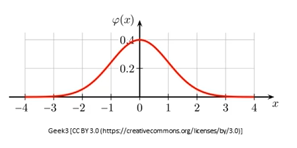 φ(x)
0.4
0.2
−4 −3 −2 −1 0 1 2 3 4 x
Geek3 [CC BY 3.0 (https://creativecommons.org/licenses/by/3.0)]